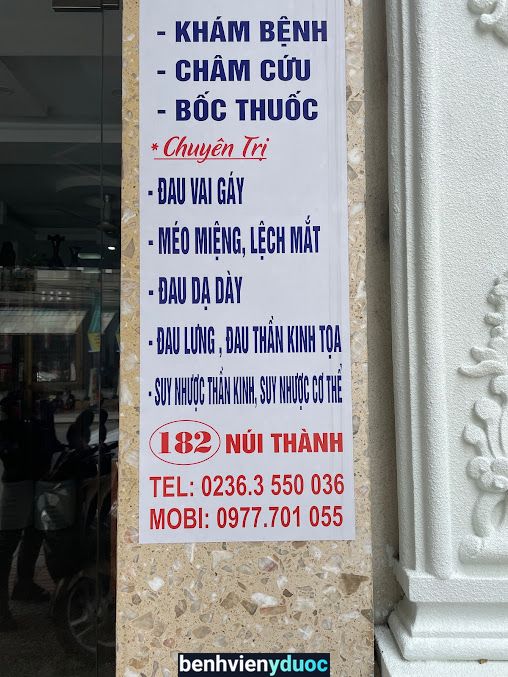 - KHÁM BỆNH
- CHÂM CỨU
- BỐC THUỐC
* Chuyên Trị
- ĐAU VAI GÁY
- MÉO MIỆNG, LỆCH MẮT
- ĐAU DẠ DÀY
- ĐAU LƯNG , ĐAU THẦN KINH TỌA
- SUY NHƯỢC THẦN KINH, SUY NHƯỢC CƠ THỂ
182 NÚI THÀNH
TEL: 0236.3 550 036
MOBI: 0977.701 055
benhvienyduoc